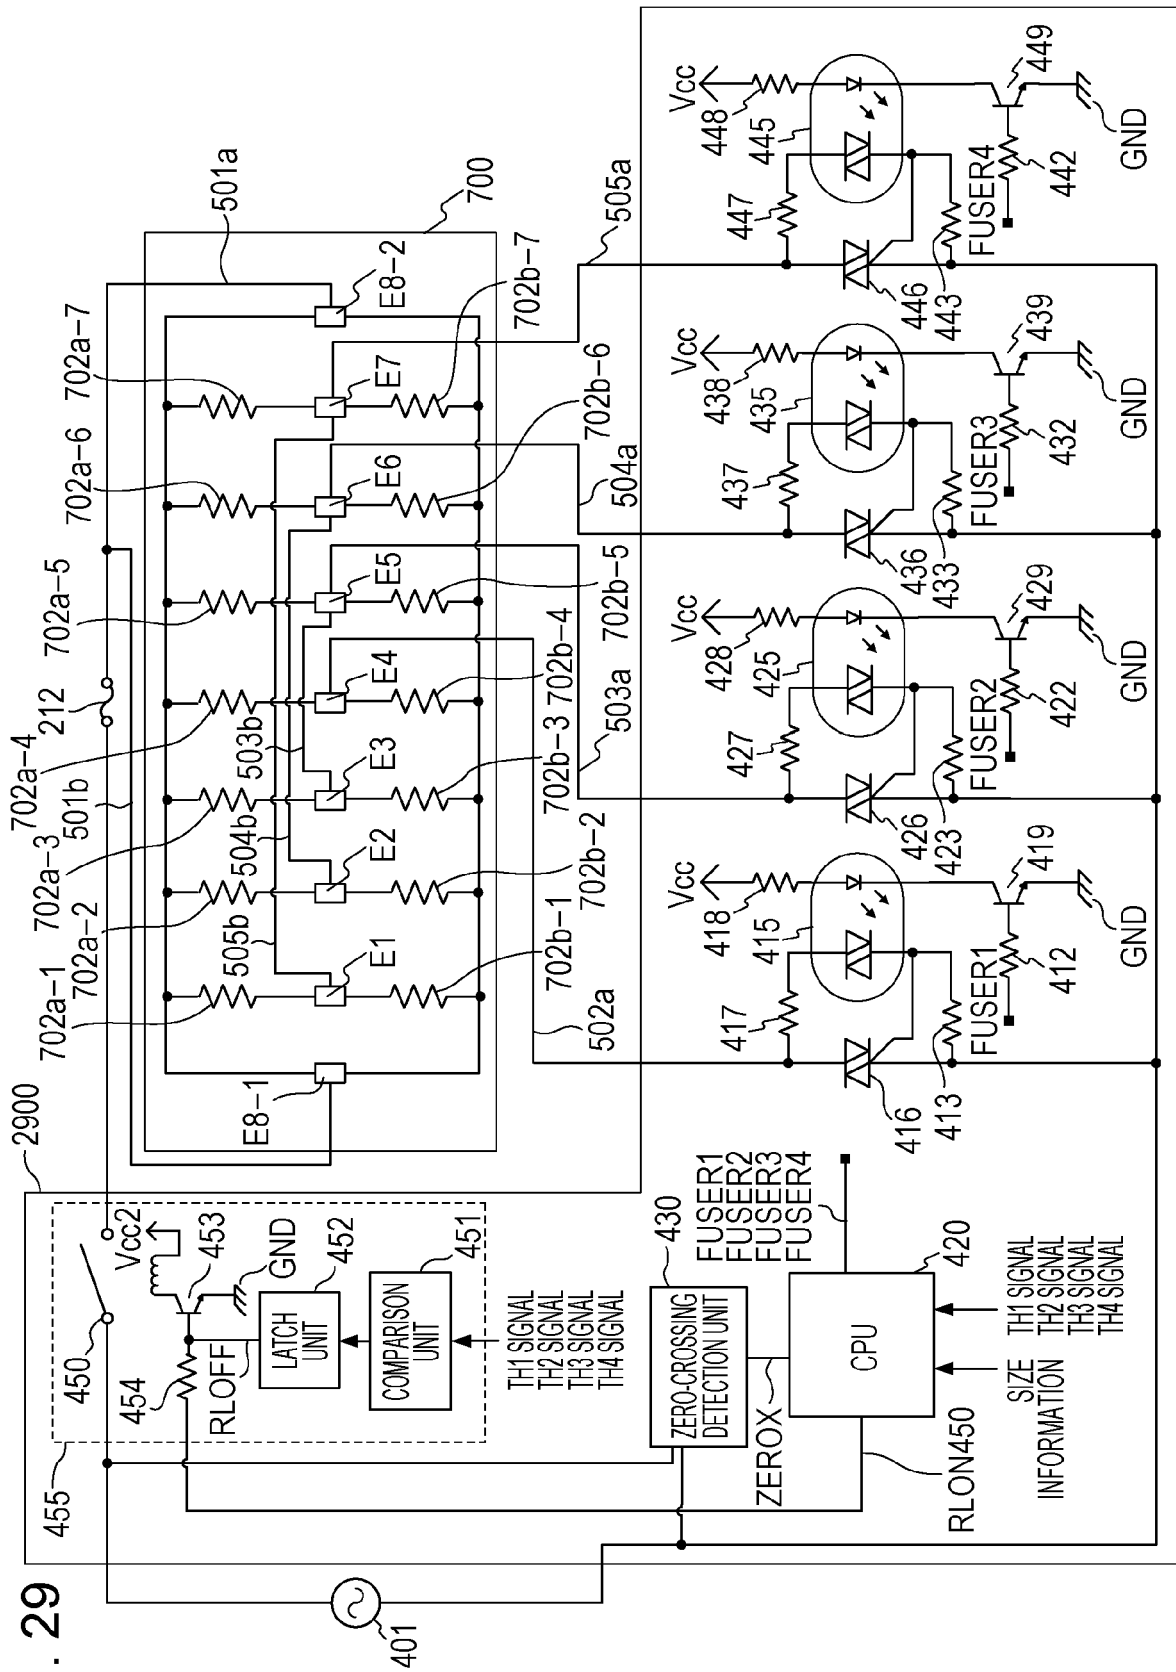 . 29
2900
455
450
454
RLOFF
Vcc2
453
GND
452
LATCH
UNIT
451
COMPARISON
UNIT
TH1 SIGNAL
TH2 SIGNAL
TH3 SIGNAL
TH4 SIGNAL
401
430
ZERO-CROSSING
DETECTION UNIT
ZEROX
FUSER1
FUSER2
FUSER3
FUSER4
420
CPU
RLON450
SIZE
INFORMATION
TH1 SIGNAL
TH2 SIGNAL
TH3 SIGNAL
TH4 SIGNAL
212
501b
501a
700
702a-1
702a-2
702a-3
702a-4
702a-5
702a-6
702a-7
505b
504b
503b
E8-1
E1
E2
E3
E4
E5
E6
E7
E8-2
702b-1
702b-2
702b-3
702b-4
702b-5
702b-6
702b-7
502a
503a
504a
505a
Vcc
418
415
417
416
413
FUSER1
412
419
GND
Vcc
428
425
427
426
423
FUSER2
422
429
GND
Vcc
438
435
437
436
433
FUSER3
432
439
GND
Vcc
448
445
447
446
443
FUSER4
442
449
GND